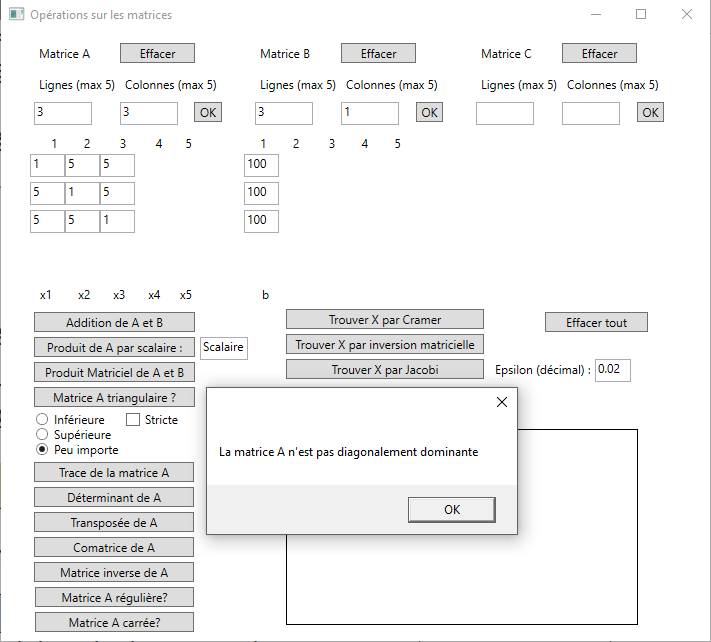 Opérations sur les matrices
Matrice A Effacer Matrice B Effacer Matrice C Effacer
Lignes (max 5) Colonnes (max 5) Lignes (max 5) Colonnes (max 5) Lignes (max 5) Colonnes (max 5)
3 3 OK 3 1 OK OK
1 2 3 4 5 1 2 3 4 5
1 5 5 100
5 1 5 100
5 5 1 100
x1 x2 x3 x4 x5 b
Addition de A et B Trouver X par Cramer Effacer tout
Produit de A par scalaire : Scalaire Trouver X par inversion matricielle
Produit Matriciel de A et B Trouver X par Jacobi Epsilon (décimal) : 0.02
Matrice A triangulaire ?
Inférieure Stricte
Supérieure
Peu importe
La matrice A n'est pas diagonalement dominante
OK
Trace de la matrice A
Déterminant de A
Transposée de A
Comatrice de A
Matrice inverse de A
Matrice A régulière?
Matrice A carrée?